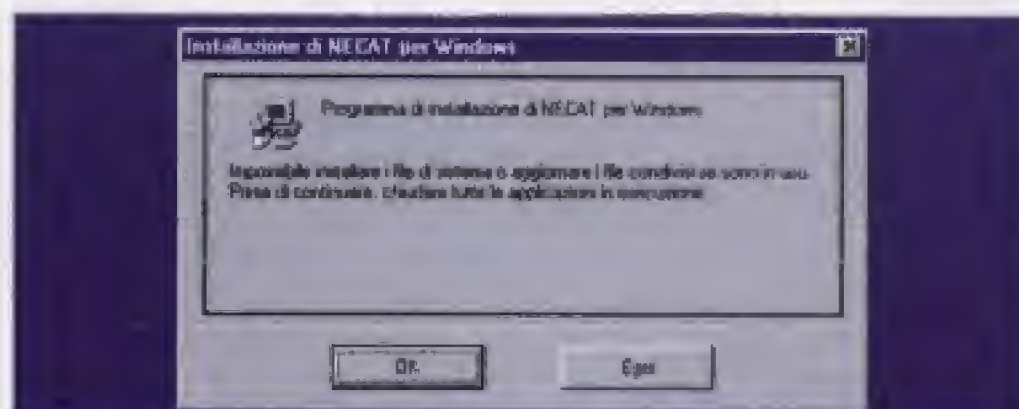 Installazione di NECAT per Windows
Programma di installazione di NECAT per Windows
Impossibile installare i file di sistema o aggiornare i file condivisi se sono in uso.
Prima di continuare, chiudere tutte le applicazioni in esecuzione.
OK
Esci